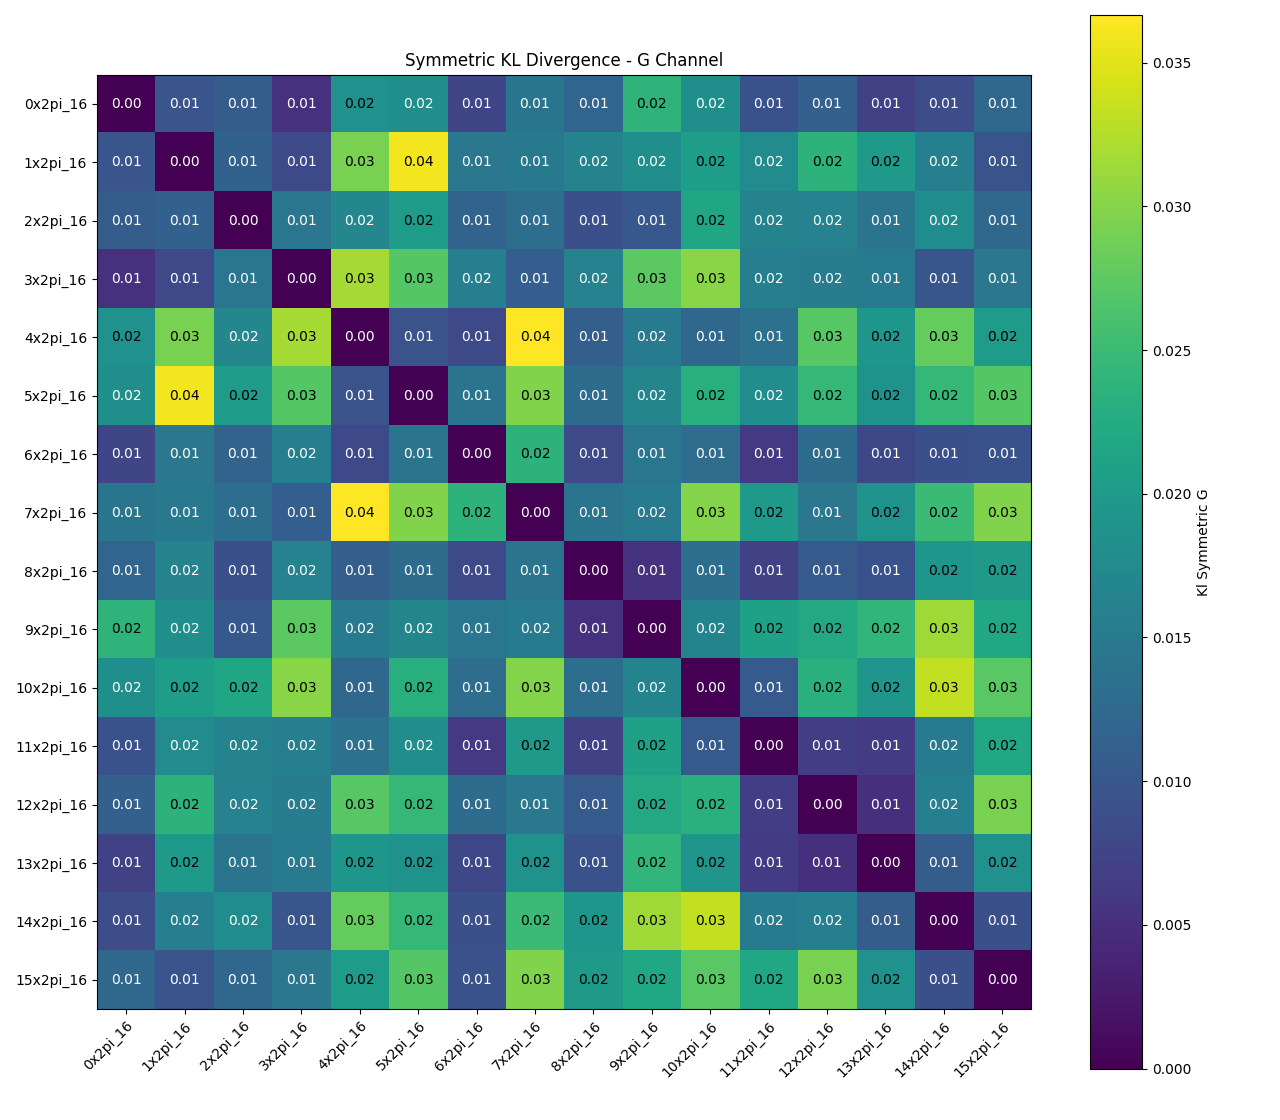 Symmetric KL Divergence - G Channel
0x2pi_16 0.00 0.01 0.01 0.01 0.02 0.02 0.01 0.01 0.01 0.02 0.02 0.01 0.01 0.01 0.01 0.01
1x2pi_16 0.01 0.00 0.01 0.01 0.03 0.04 0.01 0.01 0.02 0.02 0.02 0.02 0.02 0.02 0.02 0.01
2x2pi_16 0.01 0.01 0.00 0.01 0.02 0.02 0.01 0.01 0.01 0.01 0.02 0.02 0.02 0.01 0.02 0.01
3x2pi_16 0.01 0.01 0.01 0.00 0.03 0.03 0.02 0.01 0.02 0.03 0.03 0.02 0.02 0.01 0.01 0.01
4x2pi_16 0.02 0.03 0.02 0.03 0.00 0.01 0.01 0.04 0.01 0.02 0.01 0.01 0.03 0.02 0.03 0.02
5x2pi_16 0.02 0.04 0.02 0.03 0.01 0.00 0.01 0.03 0.01 0.02 0.02 0.02 0.02 0.02 0.02 0.03
6x2pi_16 0.01 0.01 0.01 0.02 0.01 0.01 0.00 0.02 0.01 0.01 0.01 0.01 0.01 0.01 0.01 0.01
7x2pi_16 0.01 0.01 0.01 0.01 0.04 0.03 0.02 0.00 0.01 0.02 0.03 0.02 0.01 0.02 0.02 0.03
8x2pi_16 0.01 0.02 0.01 0.02 0.01 0.01 0.01 0.01 0.00 0.01 0.01 0.01 0.01 0.01 0.02 0.02
9x2pi_16 0.02 0.02 0.01 0.03 0.02 0.02 0.01 0.02 0.01 0.00 0.02 0.02 0.02 0.02 0.03 0.02
10x2pi_16 0.02 0.02 0.02 0.03 0.01 0.02 0.01 0.03 0.01 0.02 0.00 0.01 0.02 0.02 0.03 0.03
11x2pi_16 0.01 0.02 0.02 0.02 0.01 0.02 0.01 0.02 0.01 0.02 0.01 0.00 0.01 0.01 0.02 0.02
12x2pi_16 0.01 0.02 0.02 0.02 0.03 0.02 0.01 0.01 0.01 0.02 0.02 0.01 0.00 0.01 0.02 0.03
13x2pi_16 0.01 0.02 0.01 0.01 0.02 0.02 0.01 0.02 0.01 0.02 0.02 0.01 0.01 0.00 0.01 0.02
14x2pi_16 0.01 0.02 0.02 0.01 0.03 0.02 0.01 0.02 0.02 0.03 0.03 0.02 0.02 0.01 0.00 0.01
15x2pi_16 0.01 0.01 0.01 0.01 0.02 0.03 0.01 0.03 0.02 0.02 0.03 0.02 0.03 0.02 0.01 0.00
0x2pi_16 1x2pi_16 2x2pi_16 3x2pi_16 4x2pi_16 5x2pi_16 6x2pi_16 7x2pi_16 8x2pi_16 9x2pi_16 10x2pi_16 11x2pi_16 12x2pi_16 13x2pi_16 14x2pi_16 15x2pi_16
0.035
0.030
0.025
0.020
0.015
0.010
0.005
0.000
Kl Symmetric G